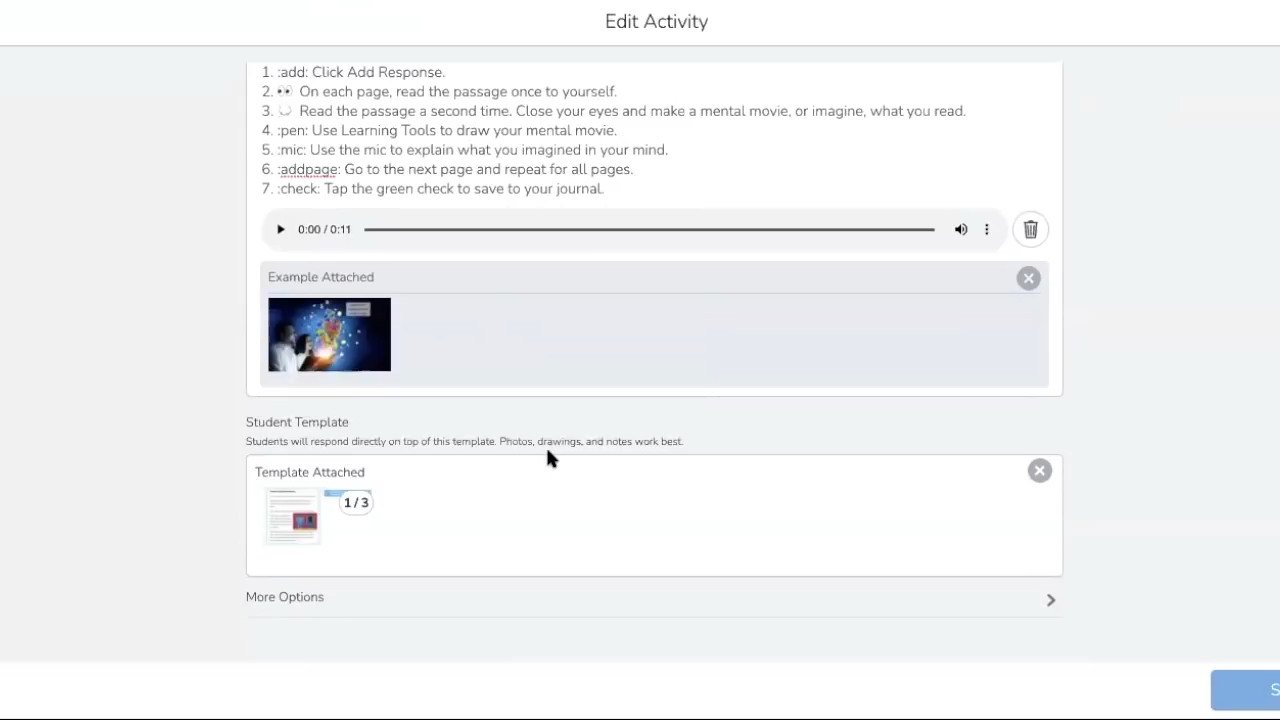 Edit Activity
1. :add: Click Add Response.
2. 👀 On each page, read the passage once to yourself.
3. Read the passage a second time. Close your eyes and make a mental movie, or imagine, what you read.
4. :pen: Use Learning Tools to draw your mental movie.
5. :mic: Use the mic to explain what you imagined in your mind.
6. :addpage: Go to the next page and repeat for all pages.
7. :check: Tap the green check to save to your journal.
0:00 / 0:11
Example Attached
Student Template
Students will respond directly on top of this template. Photos, drawings, and notes work best.
Template Attached
1 / 3
More Options
S